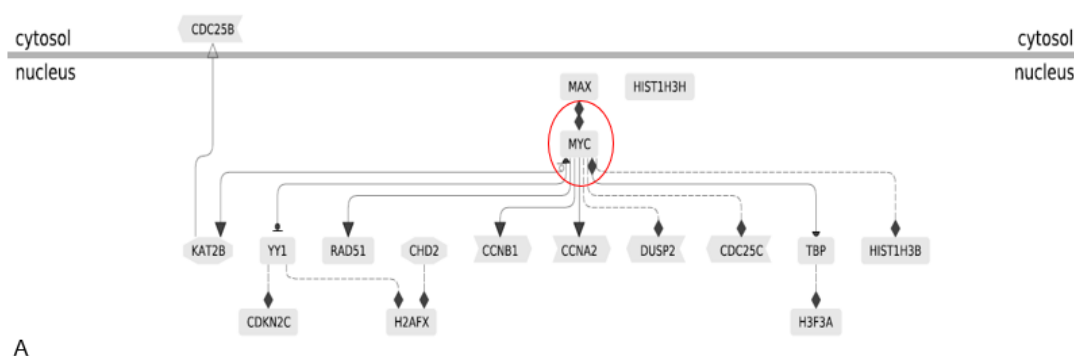 CDC25B
cytosol cytosol
nucleus nucleus
MAX HIST1H3H
MYC
KAT2B YY1 RAD51 CHD2 CCNB1 CCNA2 DUSP2 CDC25C TBP HIST1H3B
CDKN2C H2AFX H3F3A
A